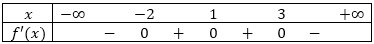 x −∞ −2 1 3 +∞
f′(x) − 0 + 0 + 0 −